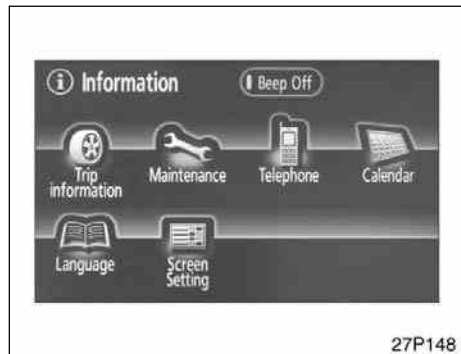 i Information
Beep Off
Trip
information
Maintenance
Telephone
Calendar
Language
Screen
Setting
27P148